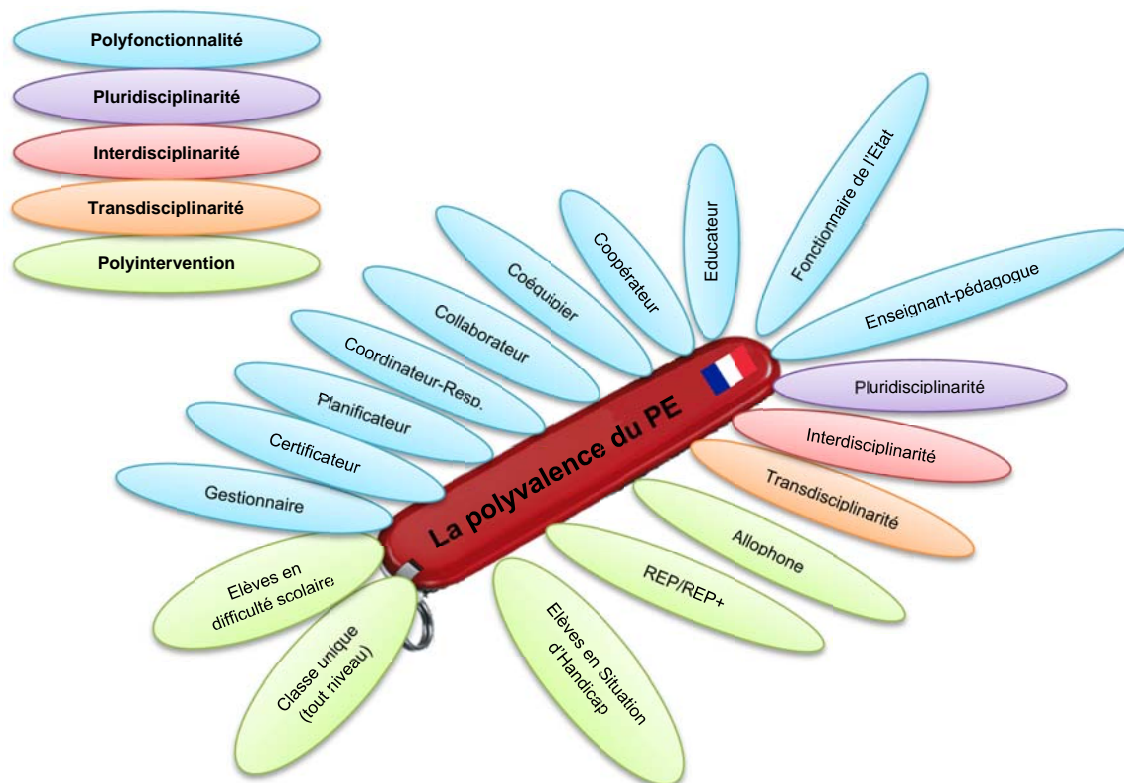 Polyfonctionnalité
Pluridisciplinarité
Interdisciplinarité
Transdisciplinarité
Polyintervention
Gestionnaire
Certificateur
Planificateur
Coordinateur-Resp.
Collaborateur
Coéquipier
Coopérateur
Educateur
Fonctionnaire de l'Etat
Enseignant-pédagogue
Pluridisciplinarité
Interdisciplinarité
Transdisciplinarité
Allophone
REP/REP+
Elèves en Situation
d'Handicap
Classe unique
(tout niveau)
Elèves en
difficulté scolaire
La polyvalence du PE